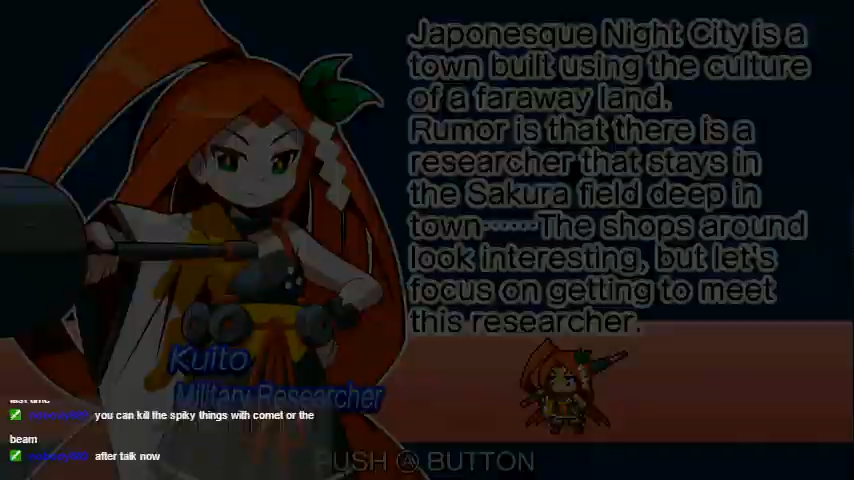 Japonesque Night City is a
town built using the culture
of a faraway land.
Rumor is that there is a
researcher that stays in
the Sakura field deep in
town······The shops around
look interesting, but let's
focus on getting to meet
this researcher.
Kuito
Military Researcher
you can kill the spiky things with comet or the
beam
after talk now
PUSH A BUTTON